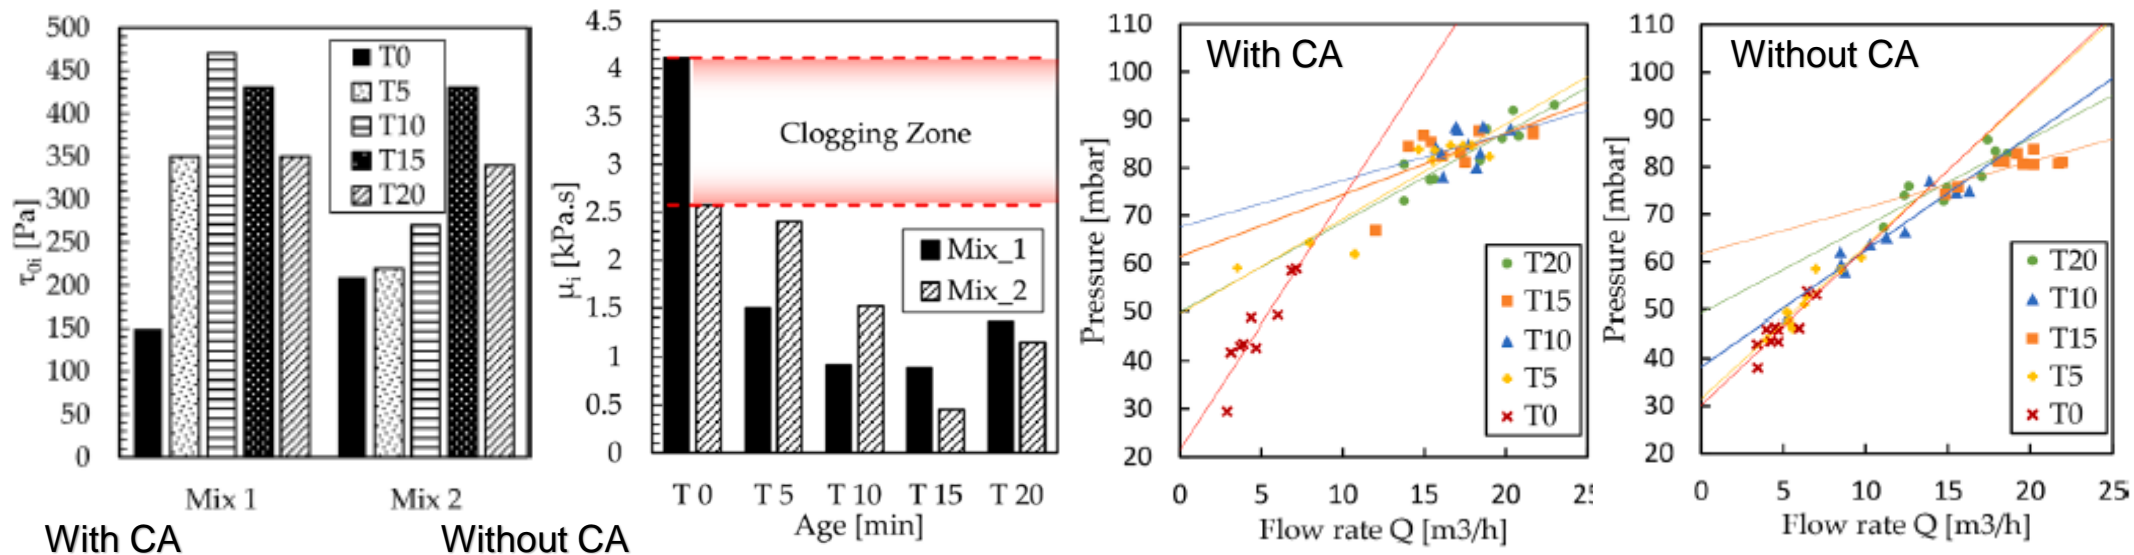 500
450
400
350
300
250
200
150
100
50
0
τ0i [Pa]
T0
T5
T10
T15
T20
Mix 1
Mix 2
With CA
Without CA
4.5
4
3.5
3
2.5
2
1.5
1
0.5
0
μi [kPa.s]
Clogging Zone
Mix_1
Mix_2
T 0
T 5
T 10
T 15
T 20
Age [min]
110
100
90
80
70
60
50
40
30
20
Pressure [mbar]
With CA
T20
T15
T10
T5
T0
0
5
10
15
20
25
Flow rate Q [m3/h]
110
100
90
80
70
60
50
40
30
20
Pressure [mbar]
Without CA
T20
T10
T15
T5
T0
0
5
10
15
20
25
Flow rate Q [m3/h]